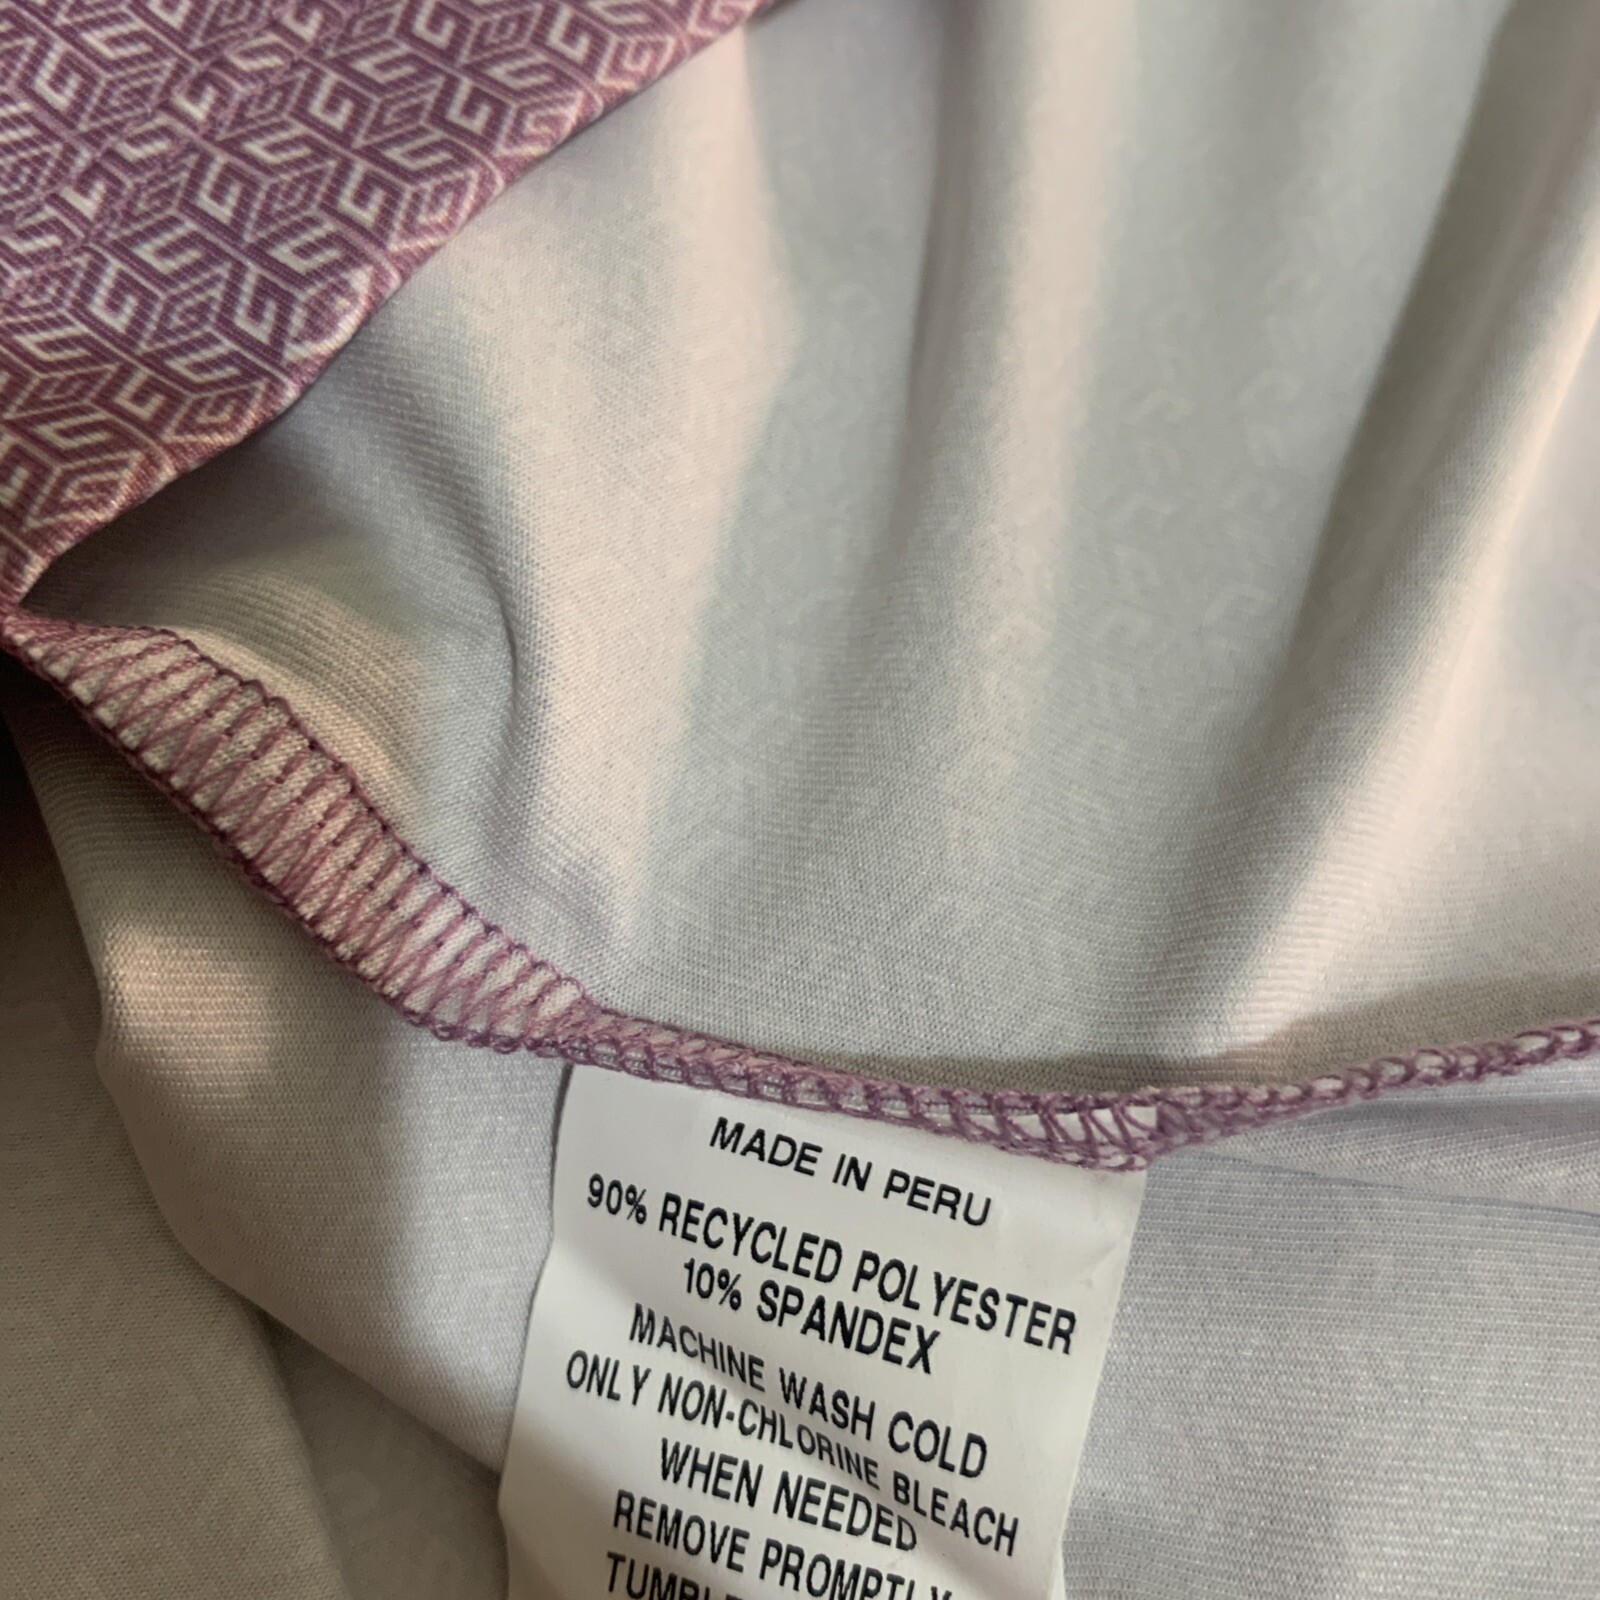 MADE IN PERU
90% RECYCLED POLYESTER
10% SPANDEX
MACHINE WASH COLD
ONLY NON-CHLORINE BLEACH
WHEN NEEDED
REMOVE PROMPTLY